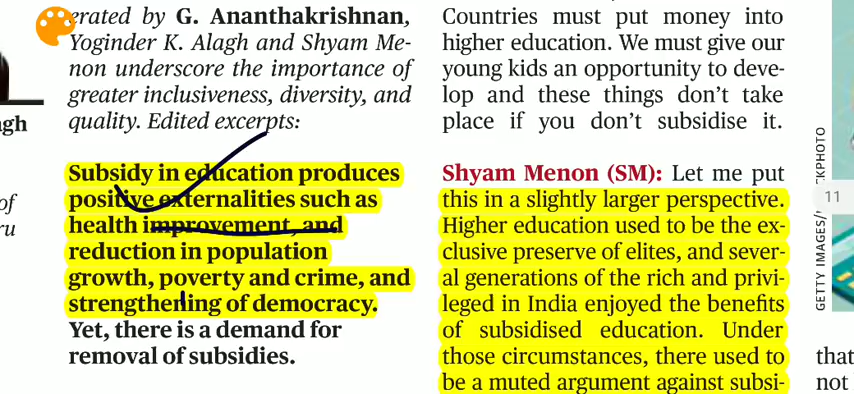 erated by G. Ananthakrishnan,
Yoginder K. Alagh and Shyam Me-
non underscore the importance of
greater inclusiveness, diversity, and
quality. Edited excerpts:
Subsidy in education produces
positive externalities such as
health improvement, and
reduction in population
growth, poverty and crime, and
strengthening of democracy.
Yet, there is a demand for
removal of subsidies.
Countries must put money into
higher education. We must give our
young kids an opportunity to deve-
lop and these things don't take
place if you don't subsidise it.
Shyam Menon (SM): Let me put
this in a slightly larger perspective.
Higher education used to be the ex-
clusive preserve of elites, and sever-
al generations of the rich and privi-
leged in India enjoyed the benefits
of subsidised education. Under
those circumstances, there used to
be a muted argument against subsi-
gh
of
ru
GETTY IMAGES/
CKPHOTO
11
that
not